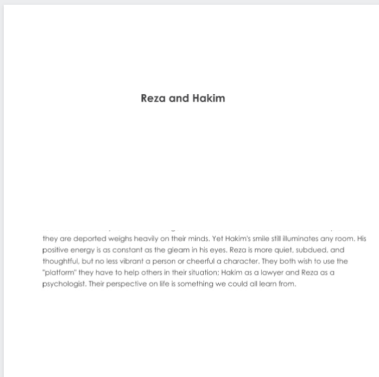 Reza and Hakim
they are deported weighs heavily on their minds. Yet Hakim's smile still illuminates any room. His
positive energy is as constant as the gleam in his eyes. Reza is more quiet, subdued, and
thoughtful, but no less vibrant a person or cheerful a character. They both wish to use the
"platform" they have to help others in their situation: Hakim as a lawyer and Reza as a
psychologist. Their perspective on life is something we could all learn from.